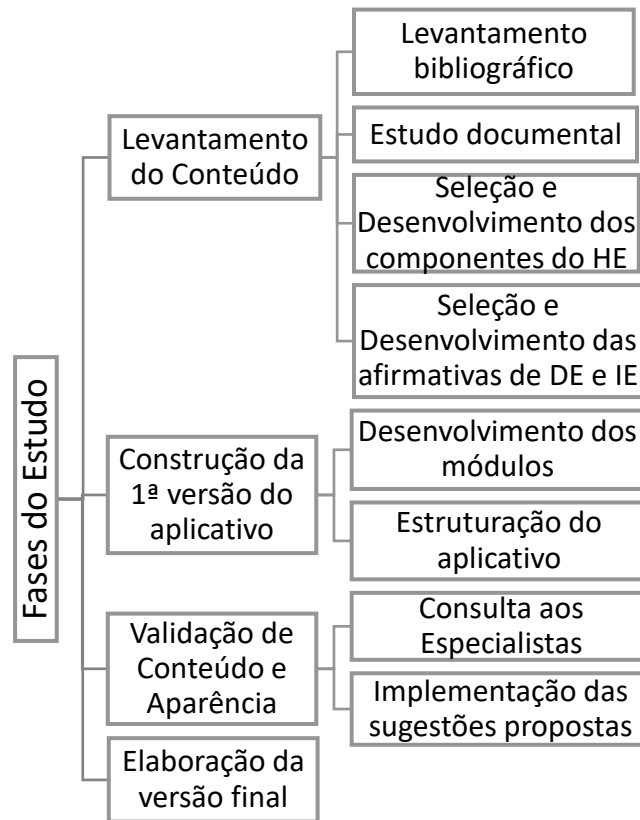 Fases do Estudo
Levantamento
do Conteúdo
Levantamento
bibliográfico
Estudo documental
Seleção e
Desenvolvimento dos
componentes do HE
Seleção e
Desenvolvimento das
afirmativas de DE e IE
Construção da
1ª versão do
aplicativo
Desenvolvimento dos
módulos
Estruturação do
aplicativo
Validação de
Conteúdo e
Aparência
Consulta aos
Especialistas
Implementação das
sugestões propostas
Elaboração da
versão final